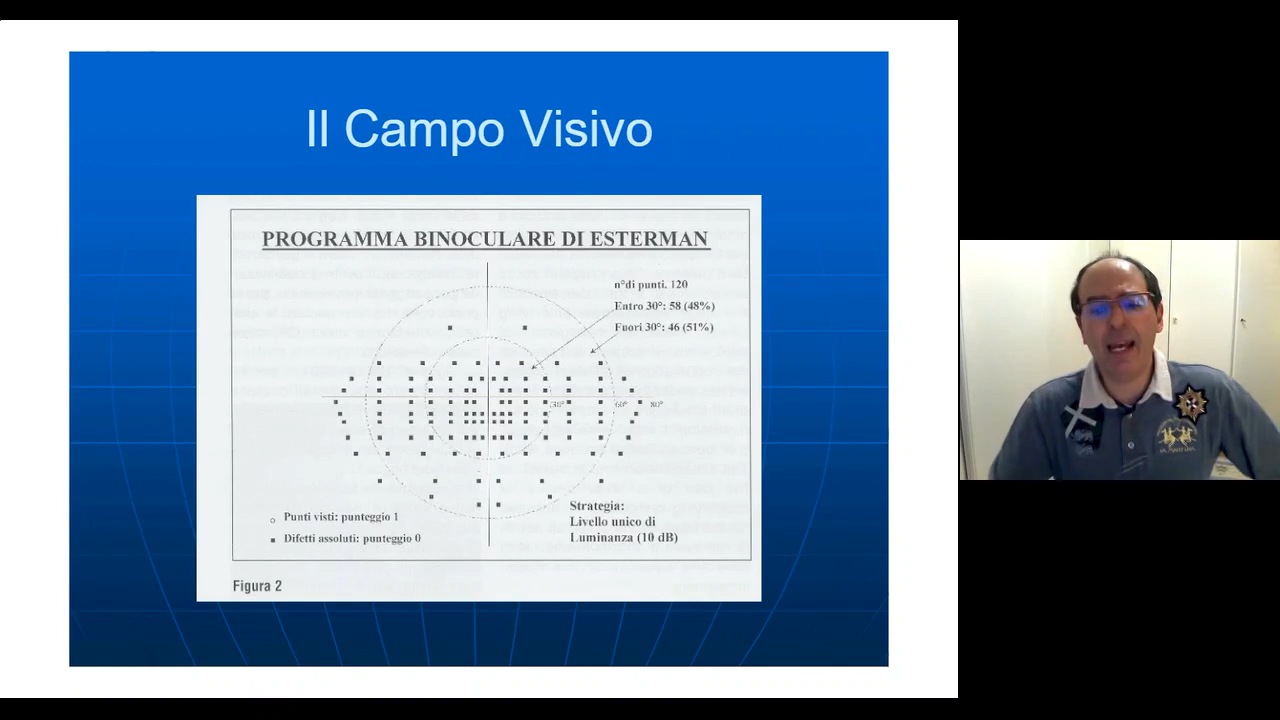 Il Campo Visivo
PROGRAMMA BINOCULARE DI ESTERMAN
n°di punti. 120
Entro 30°: 58 (48%)
Fuori 30°: 46 (51%)
30°
60°
80°
Punti visti: punteggio 1
Difetti assoluti: punteggio 0
Strategia:
Livello unico di
Luminanza (10 dB)
Figura 2